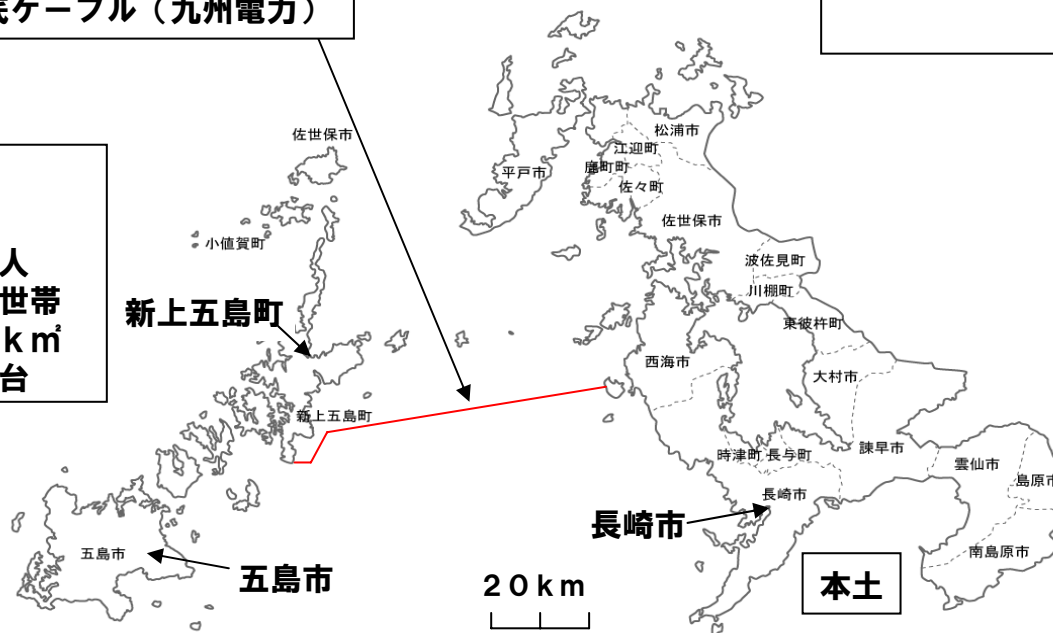 底ケーブル（九州電力）
佐世保市
松浦市
江迎町
鹿町町
平戸市
佐々町
佐世保市
小値賀町
波佐見町
川棚町
東彼杵町
人
世帯
ｋ㎡
台
新上五島町
西海市
大村市
新上五島町
時津町
長与町
諫早市
雲仙市
島原市
長崎市
長崎市
五島市
五島市
南島原市
２０ｋｍ
本土